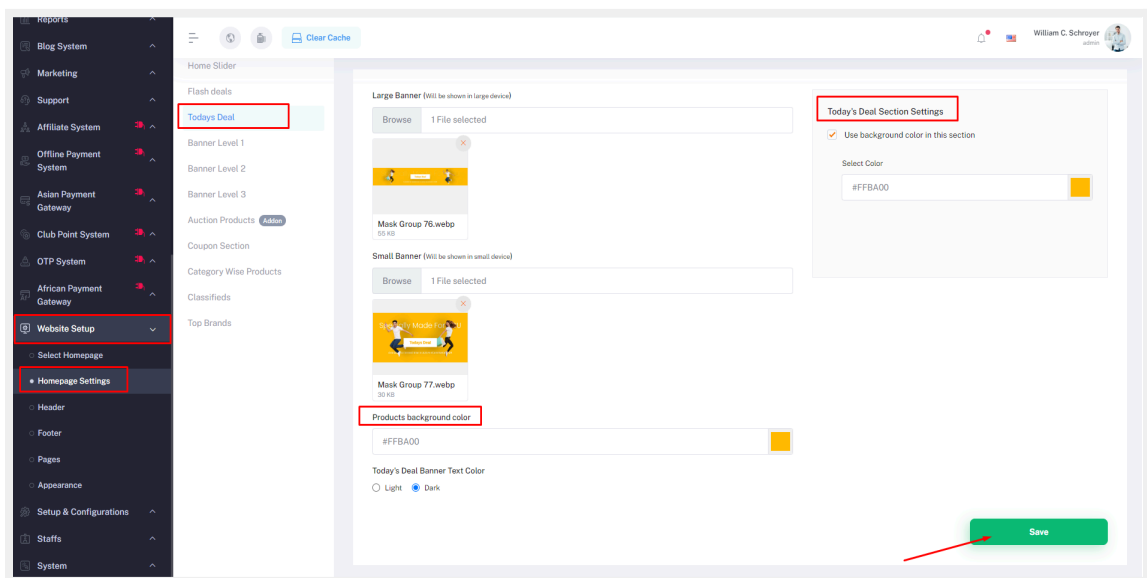 Reports
Blog System
Marketing
Support
Affiliate System
Offline Payment
System
Asian Payment
Gateway
Club Point System
OTP System
African Payment
Gateway
Website Setup
Select Homepage
Homepage Settings
Header
Footer
Pages
Appearance
Setup & Configurations
Staffs
System
Clear Cache
William C. Schroyer
admin
Home Slider
Flash deals
Todays Deal
Banner Level 1
Banner Level 2
Banner Level 3
Auction Products Addon
Coupon Section
Category Wise Products
Classifieds
Top Brands
Large Banner (Will be shown in large device)
Browse 1 File selected
Mask Group 76.webp
55 KB
Small Banner (Will be shown in small device)
Browse 1 File selected
Todays Deal
Mask Group 77.webp
30 KB
Products background color
#FFBA00
Today's Deal Banner Text Color
Light Dark
Today's Deal Section Settings
Use background color in this section
Select Color
#FFBA00
Save